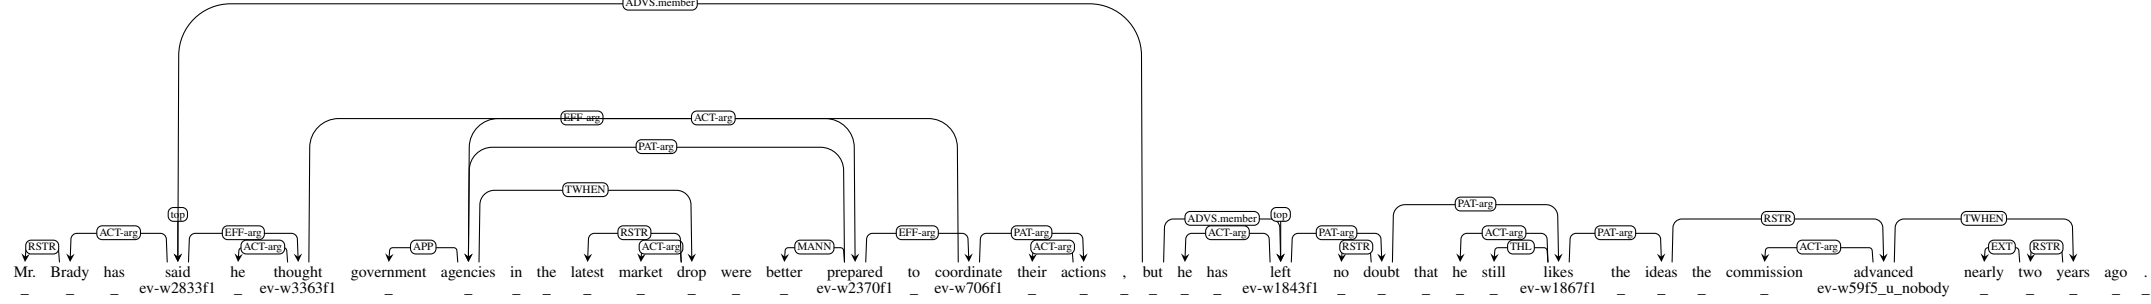 ADVS.member
EFF-arg ACT-arg
PAT-arg
TWHEN
PAT-arg
top ADVS.member top RSTR TWHEN
ACT-arg EFF-arg RSTR EFF-arg PAT-arg ACT-arg PAT-arg ACT-arg PAT-arg
RSTR ACT-arg APP ACT-arg MANN ACT-arg RSTR THL ACT-arg EXT RSTR
Mr. Brady has said he thought government agencies in the latest market drop were better prepared to coordinate their actions , but he has left no doubt that he still likes the ideas the commission advanced nearly two years ago .
_ _ _ ev-w2833f1 _ ev-w3363f1 _ _ _ _ _ _ _ _ _ ev-w2370f1 _ ev-w706f1 _ _ _ _ _ _ ev-w1843f1 _ _ _ _ _ ev-w1867f1 _ _ _ _ ev-w59f5_u_nobody _ _ _ _ _